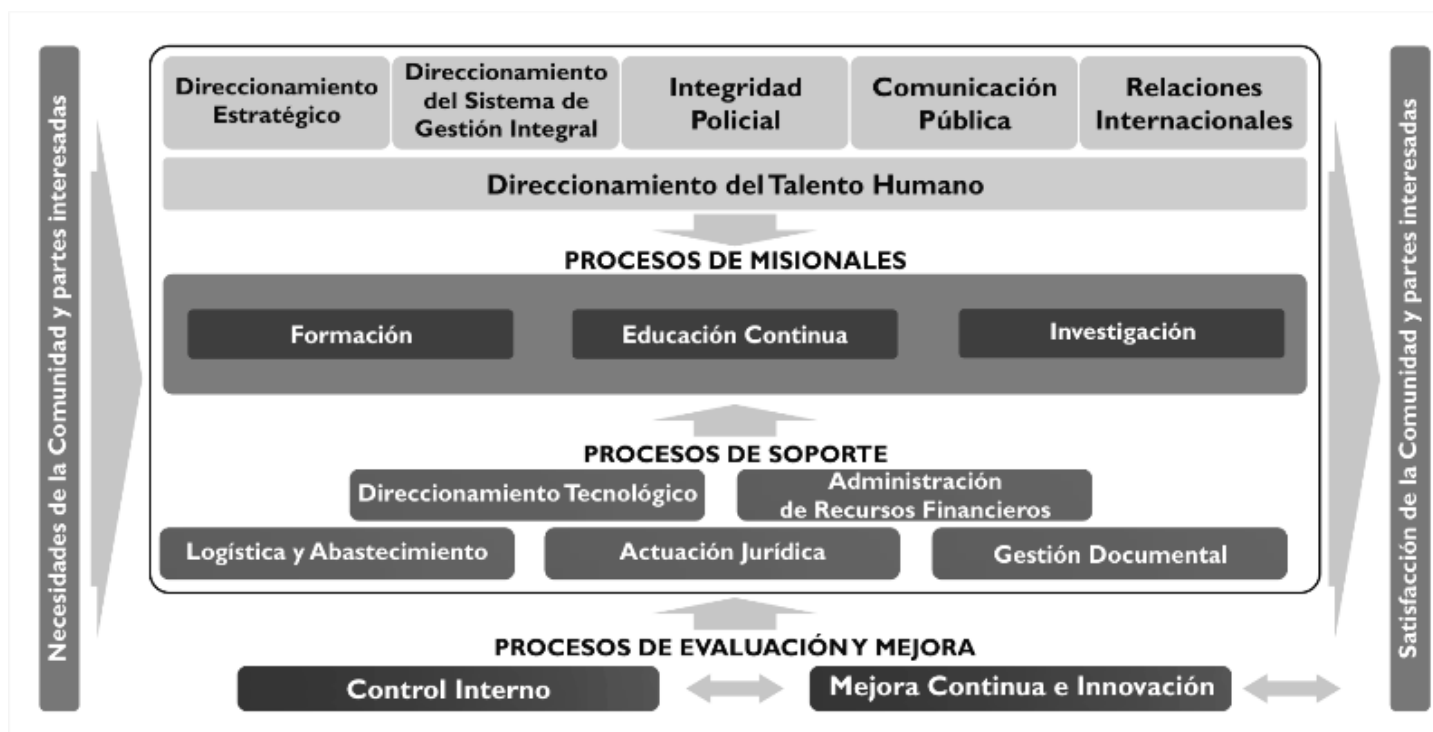 Necesidades de la Comunidad y partes interesadas
Direccionamiento
Estratégico
Direccionamiento
del Sistema de
Gestión Integral
Integridad
Policial
Comunicación
Pública
Relaciones
Internacionales
Direccionamiento del Talento Humano
PROCESOS DE MISIONALES
Formación
Educación Continua
Investigación
PROCESOS DE SOPORTE
Direccionamiento Tecnológico
Administración
de Recursos Financieros
Logística y Abastecimiento
Actuación Jurídica
Gestión Documental
PROCESOS DE EVALUACIÓN Y MEJORA
Control Interno
Mejora Continua e Innovación
Satisfacción de la Comunidad y partes interesadas